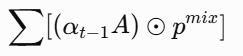 ∑[(α_{t−1}A) ⊙ p^{mix}]